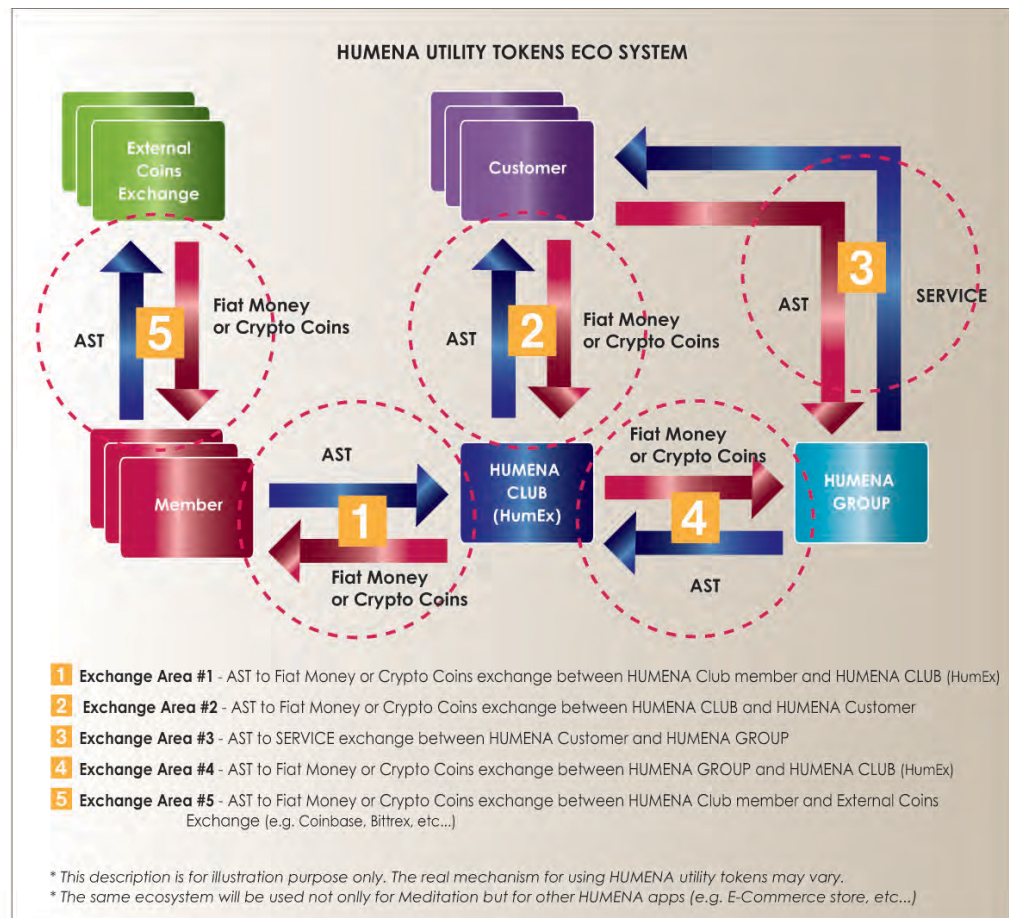 HUMENA UTILITY TOKENS ECO SYSTEM
External
Coins
Exchange
Customer
AST
5
Fiat Money
or Crypto Coins
AST
2
Fiat Money
or Crypto Coins
AST
3
SERVICE
Member
AST
1
Fiat Money
or Crypto Coins
HUMENA
CLUB
(HumEx)
Fiat Money
or Crypto Coins
4
AST
HUMENA
GROUP
1 Exchange Area #1 - AST to Fiat Money or Crypto Coins exchange between HUMENA Club member and HUMENA CLUB (HumEx)
2 Exchange Area #2 - AST to Fiat Money or Crypto Coins exchange between HUMENA CLUB and HUMENA Customer
3 Exchange Area #3 - AST to SERVICE exchange between HUMENA Customer and HUMENA GROUP
4 Exchange Area #4 - AST to Fiat Money or Crypto Coins exchange between HUMENA GROUP and HUMENA CLUB (HumEx)
5 Exchange Area #5 - AST to Fiat Money or Crypto Coins exchange between HUMENA Club member and External Coins
Exchange (e.g. Coinbase, Bittrex, etc...)
* This description is for illustration purpose only. The real mechanism for using HUMENA utility tokens may vary.
* The same ecosystem will be used not onlly for Meditation but for other HUMENA apps (e.g. E-Commerce store, etc...)